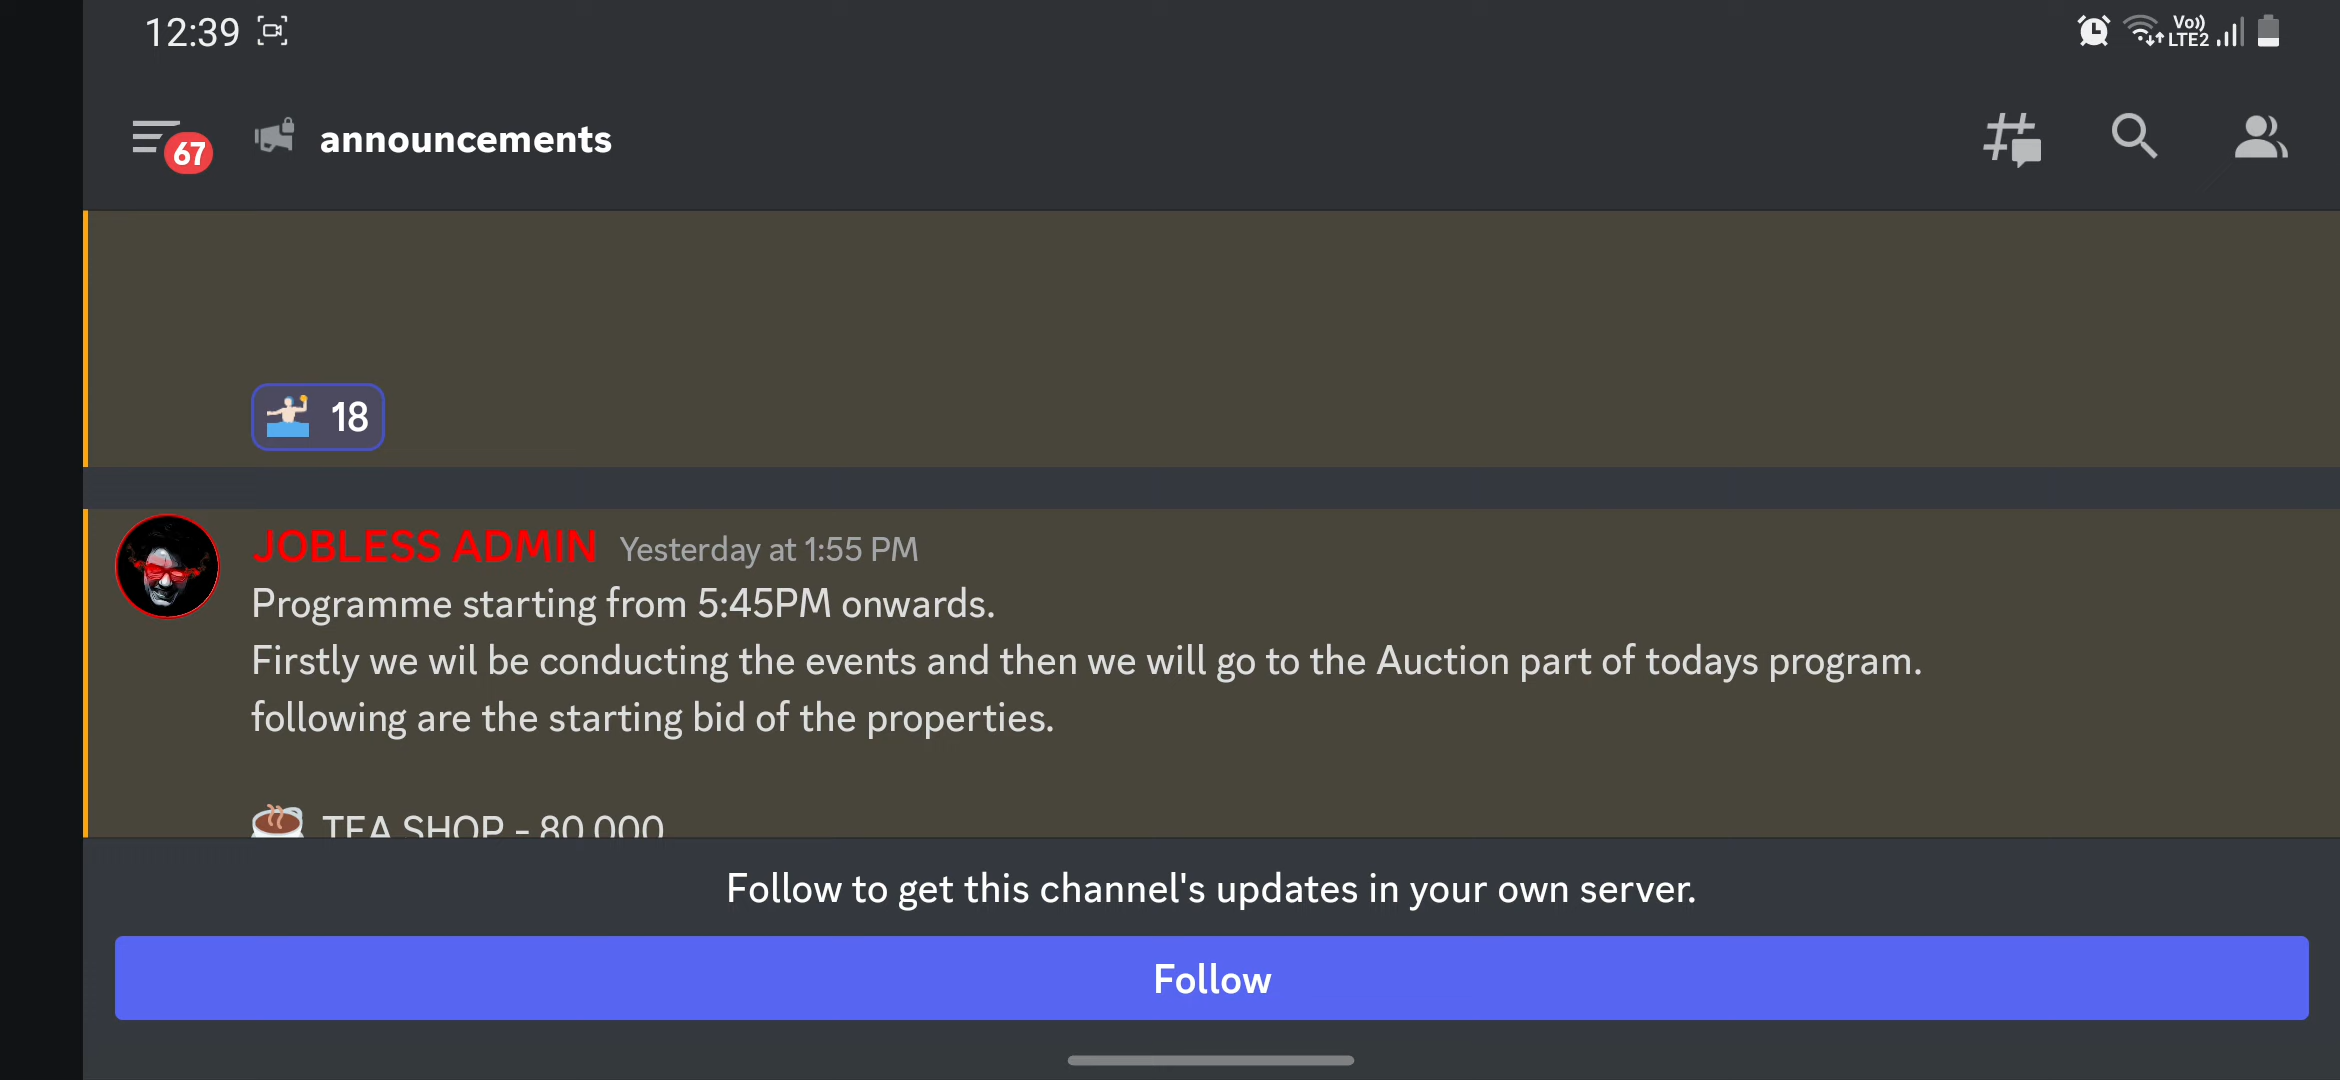 12:39
Vo))
LTE2
67
announcements
18
JOBLESS ADMIN Yesterday at 1:55 PM
Programme starting from 5:45PM onwards.
Firstly we wil be conducting the events and then we will go to the Auction part of todays program.
following are the starting bid of the properties.
TEA SHOP - 80,000
Follow to get this channel's updates in your own server.
Follow